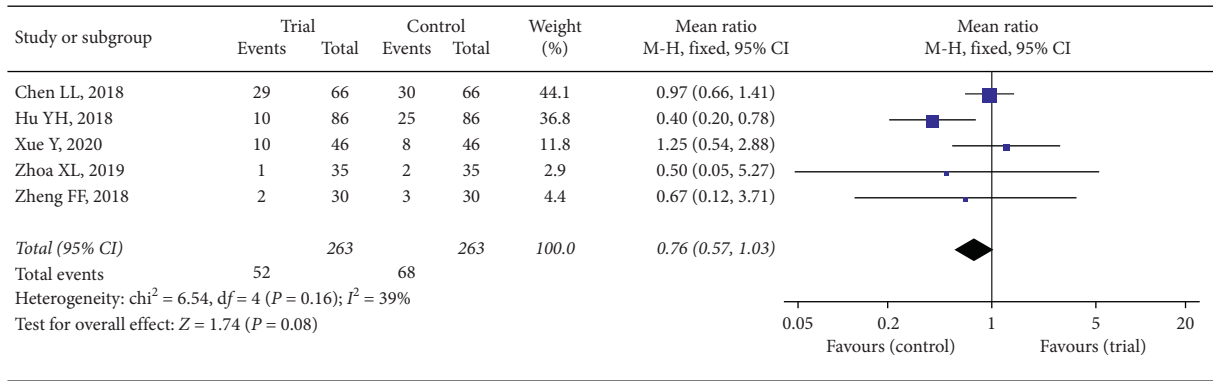 Study or subgroup Trial Control Weight (%) Mean ratio M-H, fixed, 95% CI Mean ratio M-H, fixed, 95% CI
Events Total Events Total
Chen LL, 2018 29 66 30 66 44.1 0.97 (0.66, 1.41)
Hu YH, 2018 10 86 25 86 36.8 0.40 (0.20, 0.78)
Xue Y, 2020 10 46 8 46 11.8 1.25 (0.54, 2.88)
Zhoa XL, 2019 1 35 2 35 2.9 0.50 (0.05, 5.27)
Zheng FF, 2018 2 30 3 30 4.4 0.67 (0.12, 3.71)
Total (95% CI) 263 263 100.0 0.76 (0.57, 1.03)
Total events 52 68
Heterogeneity: chi² = 6.54, df = 4 (P = 0.16); I² = 39%
Test for overall effect: Z = 1.74 (P = 0.08)
0.05 0.2 1 5 20
Favours (control) Favours (trial)